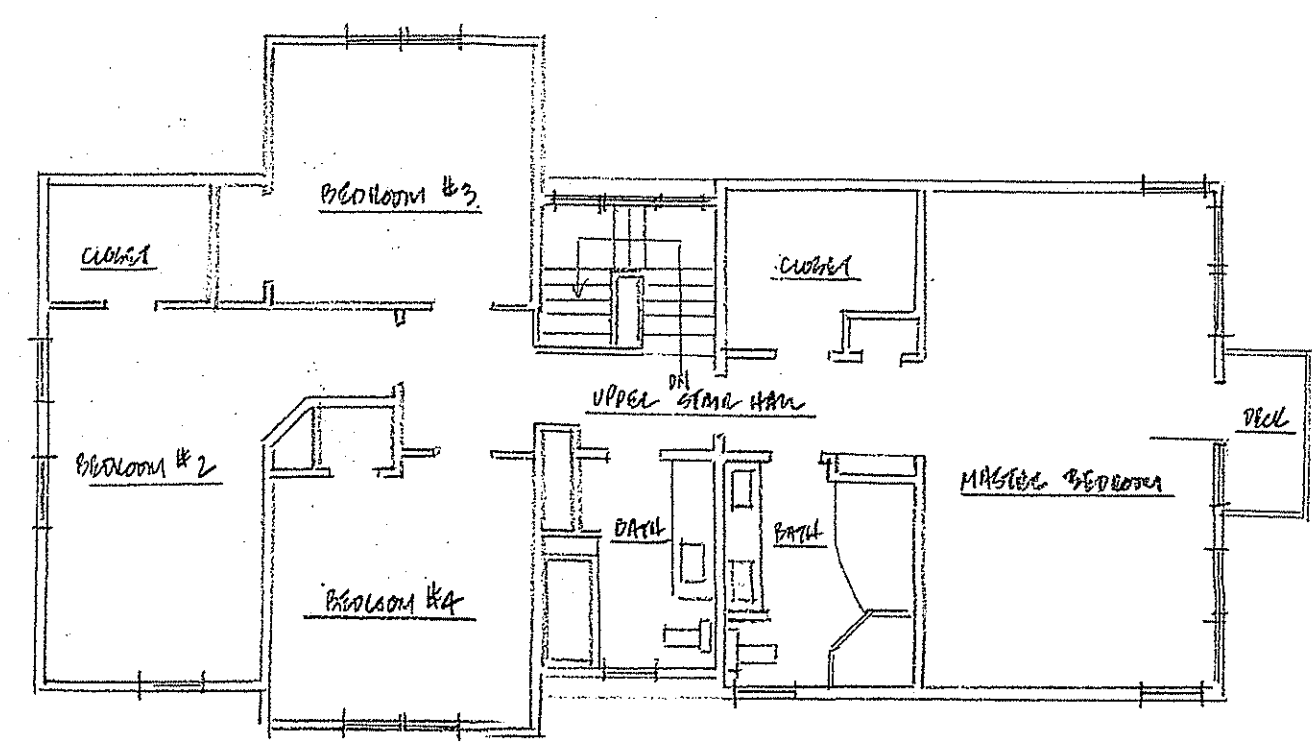 BEDROOM #3.
CLOSET
CLOSET
DN
UPPER STAIR HALL
DECK
BEDROOM #2
MASTER BEDROOM
BATH
BATH
BEDROOM #4